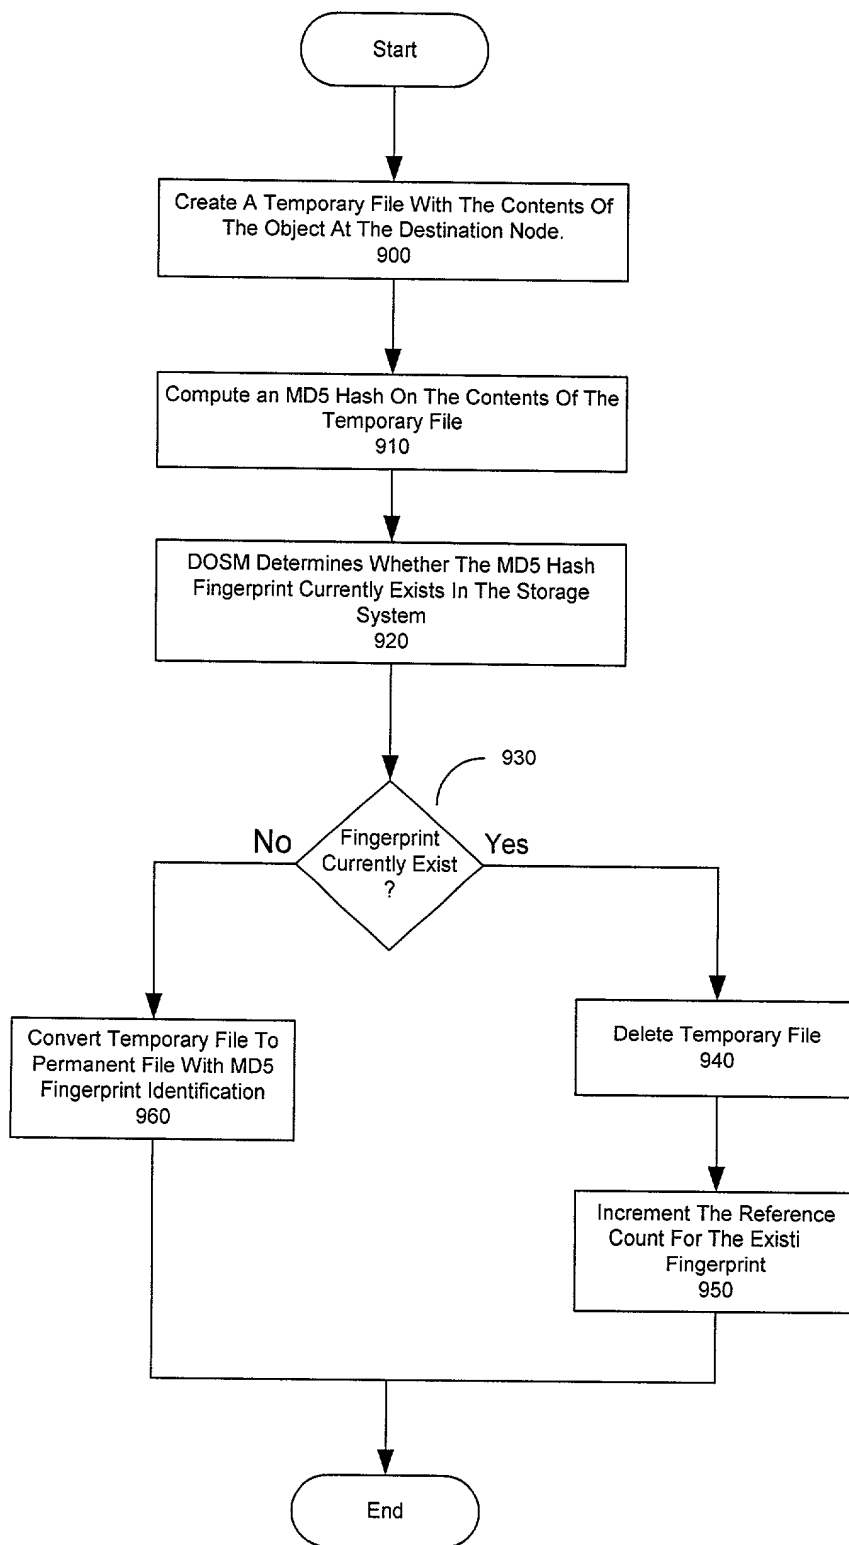 Start
Create A Temporary File With The Contents Of
The Object At The Destination Node.
900
Compute an MD5 Hash On The Contents Of The
Temporary File
910
DOSM Determines Whether The MD5 Hash
Fingerprint Currently Exists In The Storage
System
920
930
No
Fingerprint
Currently Exist
?
Yes
Convert Temporary File To
Permanent File With MD5
Fingerprint Identification
960
Delete Temporary File
940
Increment The Reference
Count For The Existi
Fingerprint
950
End